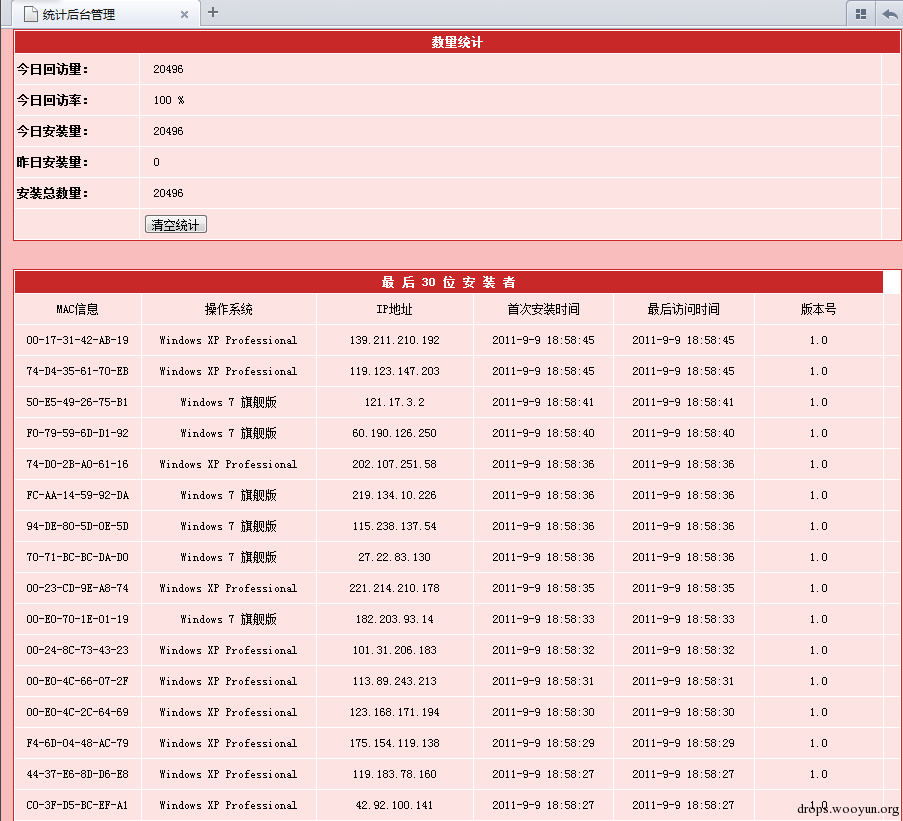 统计后台管理
数量统计
今日回访量: 20496
今日回访率: 100 %
今日安装量: 20496
昨日安装量: 0
安装总数量: 20496
清空统计
最 后 30 位 安 装 者
MAC信息 操作系统 IP地址 首次安装时间 最后访问时间 版本号
00-17-31-42-AB-19 Windows XP Professional 139.211.210.192 2011-9-9 18:58:45 2011-9-9 18:58:45 1.0
74-D4-35-61-70-EB Windows XP Professional 119.123.147.203 2011-9-9 18:58:45 2011-9-9 18:58:45 1.0
50-E5-49-26-75-B1 Windows 7 旗舰版 121.17.3.2 2011-9-9 18:58:41 2011-9-9 18:58:41 1.0
F0-79-59-6D-D1-92 Windows 7 旗舰版 60.190.126.250 2011-9-9 18:58:40 2011-9-9 18:58:40 1.0
74-D0-2B-A0-61-16 Windows XP Professional 202.107.251.58 2011-9-9 18:58:36 2011-9-9 18:58:36 1.0
FC-AA-14-59-92-DA Windows 7 旗舰版 219.134.10.226 2011-9-9 18:58:36 2011-9-9 18:58:36 1.0
94-DE-80-5D-0E-5D Windows 7 旗舰版 115.238.137.54 2011-9-9 18:58:36 2011-9-9 18:58:36 1.0
70-71-BC-BC-DA-D0 Windows 7 旗舰版 27.22.83.130 2011-9-9 18:58:36 2011-9-9 18:58:36 1.0
00-23-CD-9E-A8-74 Windows XP Professional 221.214.210.178 2011-9-9 18:58:35 2011-9-9 18:58:35 1.0
00-E0-70-1E-01-19 Windows 7 旗舰版 182.203.93.14 2011-9-9 18:58:33 2011-9-9 18:58:33 1.0
00-24-8C-73-43-23 Windows XP Professional 101.31.206.183 2011-9-9 18:58:32 2011-9-9 18:58:32 1.0
00-E0-4C-66-07-2F Windows XP Professional 113.89.243.213 2011-9-9 18:58:31 2011-9-9 18:58:31 1.0
00-E0-4C-2C-64-69 Windows XP Professional 123.168.171.194 2011-9-9 18:58:30 2011-9-9 18:58:30 1.0
F4-6D-04-48-AC-79 Windows XP Professional 175.154.119.138 2011-9-9 18:58:29 2011-9-9 18:58:29 1.0
44-37-E6-8D-D6-E8 Windows XP Professional 119.183.78.160 2011-9-9 18:58:27 2011-9-9 18:58:27 1.0
C0-3F-D5-BC-EF-A1 Windows XP Professional 42.92.100.141 2011-9-9 18:58:27 2011-9-9 18:58:27 1.0
drops.wooyun.org